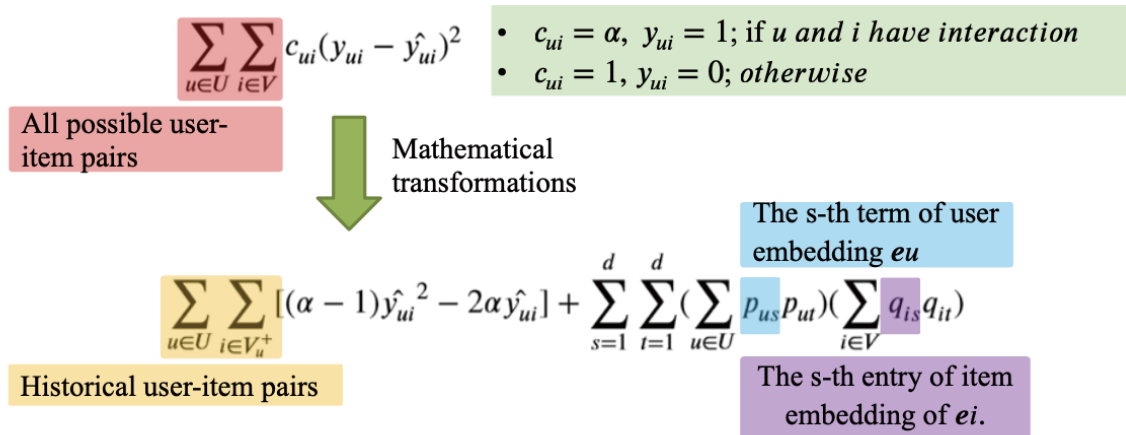 ∑_{u∈U} ∑_{i∈V} c_{ui}(y_{ui} − ŷ_{ui})²
• c_{ui} = α, y_{ui} = 1; if u and i have interaction
• c_{ui} = 1, y_{ui} = 0; otherwise
All possible user-
item pairs
Mathematical
transformations
The s-th term of user
embedding eu
∑_{u∈U} ∑_{i∈V_u^+} [(α − 1)ŷ_{ui}² − 2αŷ_{ui}] + ∑_{s=1}^{d} ∑_{t=1}^{d} (∑_{u∈U} p_{us}p_{ut})(∑_{i∈V} q_{is}q_{it})
Historical user-item pairs
The s-th entry of item
embedding of ei.